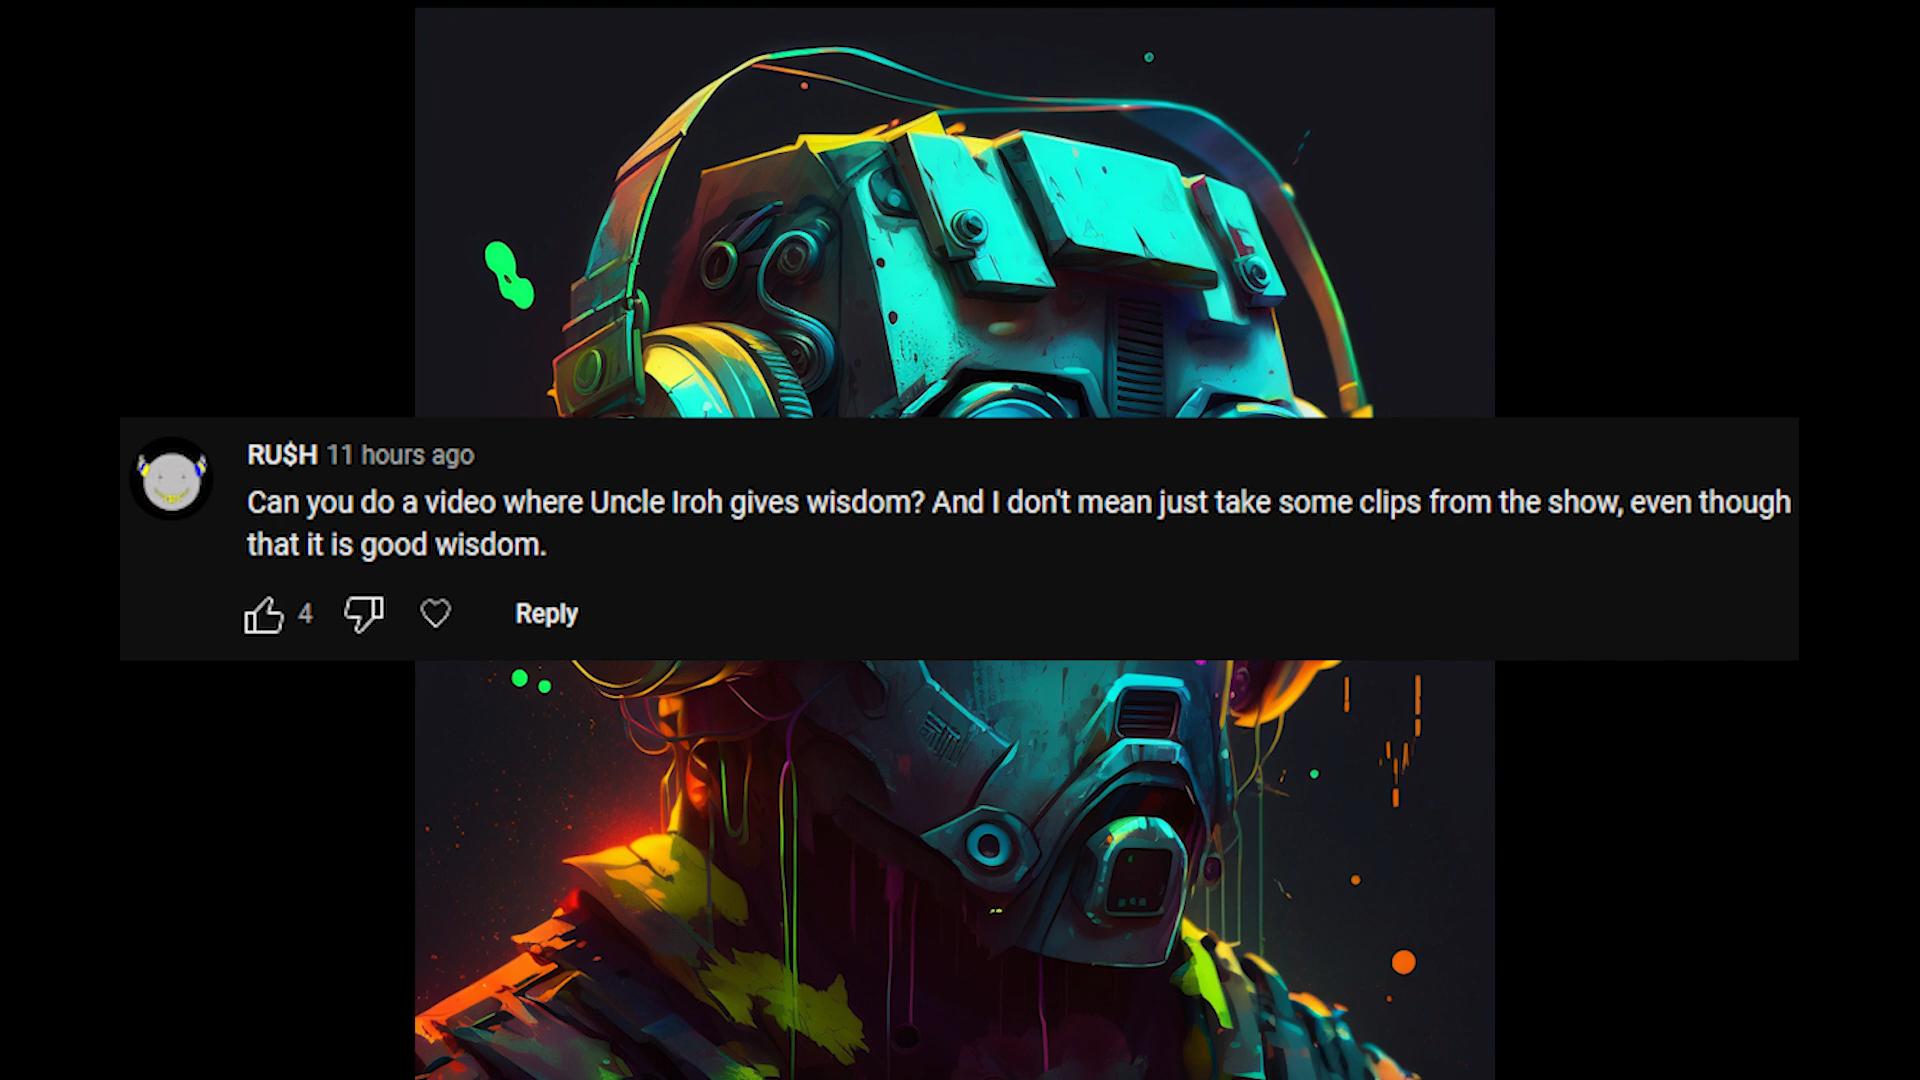 RU$H 11 hours ago
Can you do a video where Uncle Iroh gives wisdom? And I don't mean just take some clips from the show, even though
that it is good wisdom.
4 Reply